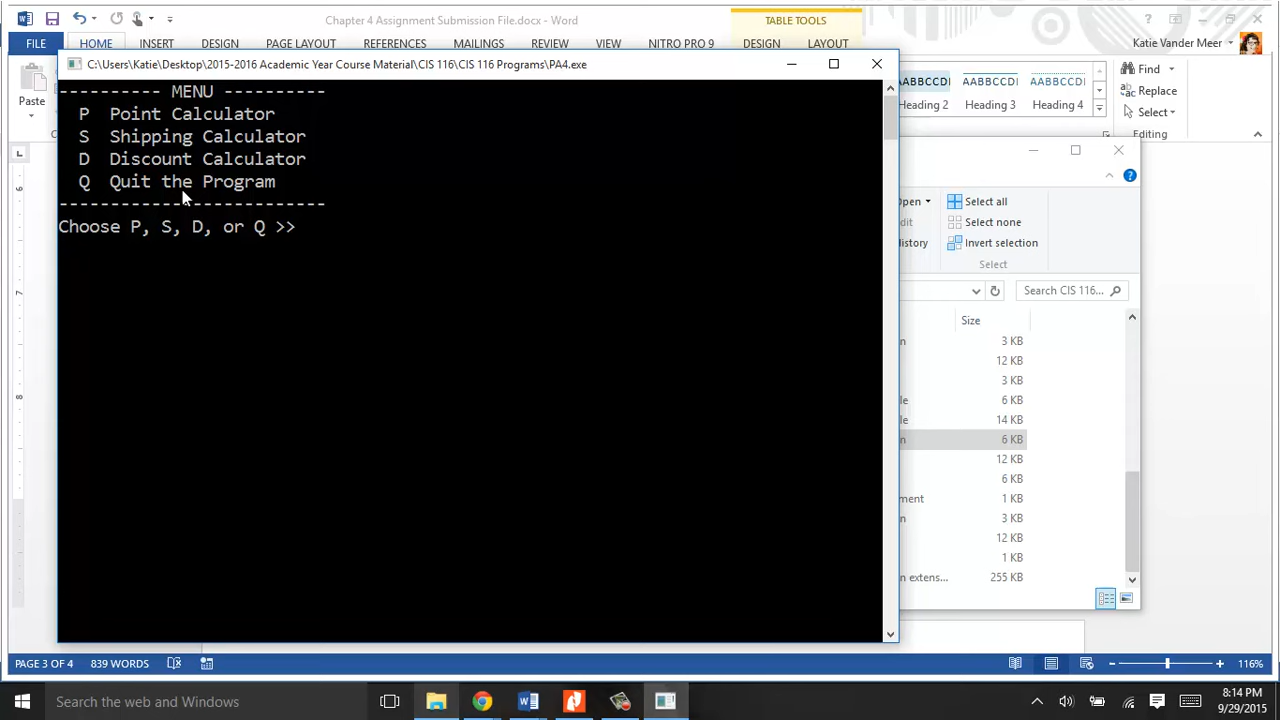 Chapter 4 Assignment Submission File.docx - Word
TABLE TOOLS
FILE HOME INSERT DESIGN PAGE LAYOUT REFERENCES MAILINGS REVIEW VIEW NITRO PRO 9 DESIGN LAYOUT Katie Vander Meer
C:\Users\Katie\Desktop\2015-2016 Academic Year Course Material\CIS 116\CIS 116 Programs\PA4.exe
Paste
AABBCCDI AABBCCDI AABBCCDI
Heading 2 Heading 3 Heading 4
Find
Replace
Select
Editing
---------- MENU ----------
P Point Calculator
S Shipping Calculator
D Discount Calculator
Q Quit the Program
--------------------------
Choose P, S, D, or Q >>
Open
Select all
Select none
History
Invert selection
Select
Search CIS 116...
Size
3 KB
12 KB
3 KB
6 KB
14 KB
6 KB
12 KB
6 KB
1 KB
3 KB
12 KB
1 KB
255 KB
6
7
8
PAGE 3 OF 4 839 WORDS 116%
Search the web and Windows
8:14 PM
9/29/2015